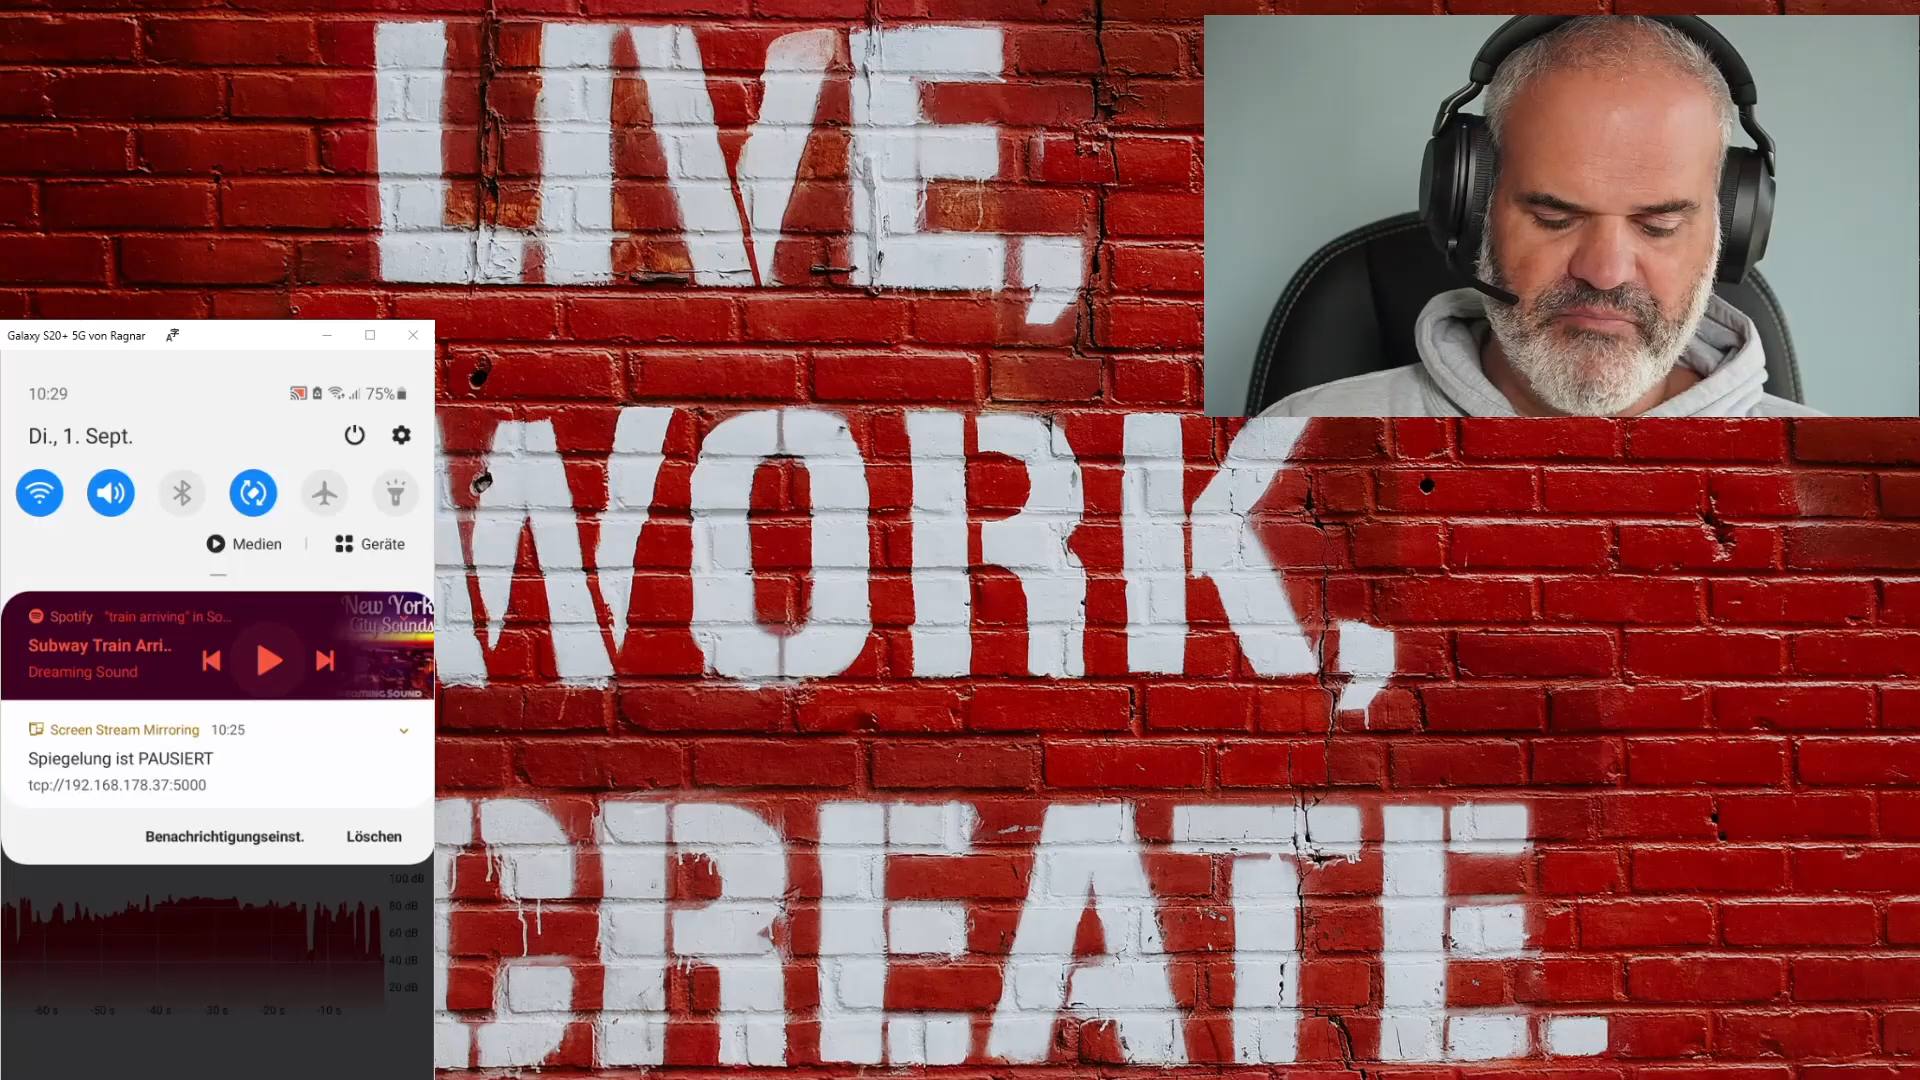 LIVE,
WORK,
CREATE.
Galaxy S20+ 5G von Ragnar
10:29
75%
Di., 1. Sept.
Medien
Geräte
Spotify "train arriving" in So...
Subway Train Arri..
Dreaming Sound
New York
City Sounds
Screen Stream Mirroring 10:25
Spiegelung ist PAUSIERT
tcp://192.168.178.37:5000
Benachrichtigungseinst.
Löschen
100 dB
80 dB
60 dB
40 dB
20 dB
-60 s -50 s -40 s -30 s -20 s -10 s